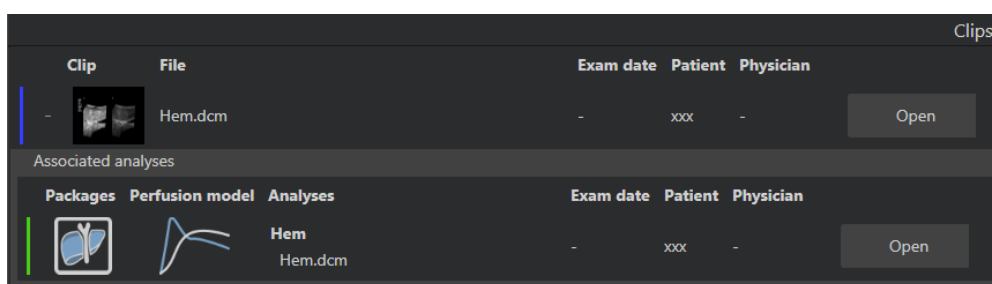 Clips
Clip File Exam date Patient Physician
- Hem.dcm - xxx - Open
Associated analyses
Packages Perfusion model Analyses Exam date Patient Physician
Hem
Hem.dcm - xxx - Open